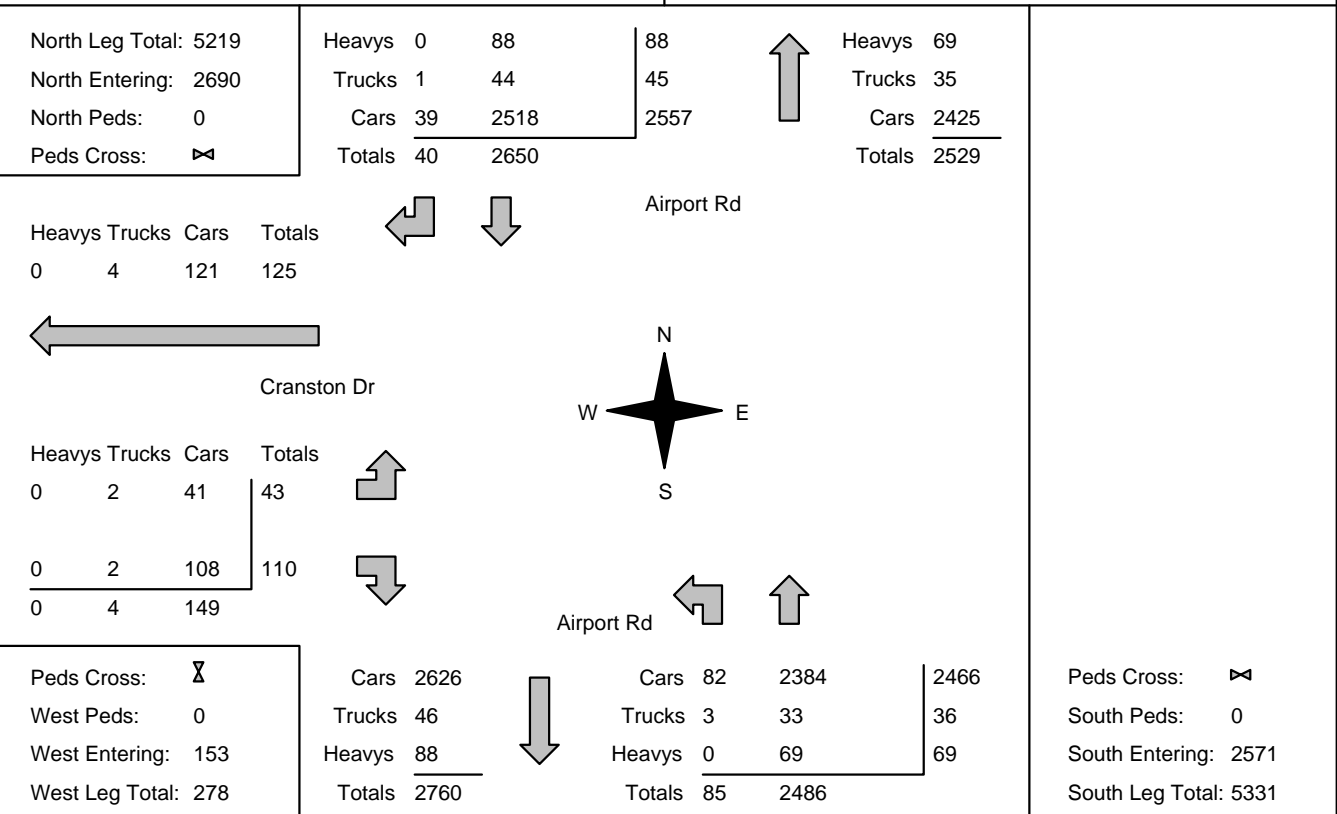 North Leg Total: 5219
North Entering: 2690
North Peds: 0
Peds Cross:
Heavys 0 88 88
Trucks 1 44 45
Cars 39 2518 2557
Totals 40 2650
Heavys 69
Trucks 35
Cars 2425
Totals 2529
Airport Rd
Heavys Trucks Cars Totals
0 4 121 125
Cranston Dr
N
W E
S
Heavys Trucks Cars Totals
0 2 41 43
0 2 108 110
0 4 149
Airport Rd
Peds Cross:
West Peds: 0
West Entering: 153
West Leg Total: 278
Cars 2626
Trucks 46
Heavys 88
Totals 2760
Cars 82 2384 2466
Trucks 3 33 36
Heavys 0 69 69
Totals 85 2486
Peds Cross:
South Peds: 0
South Entering: 2571
South Leg Total: 5331